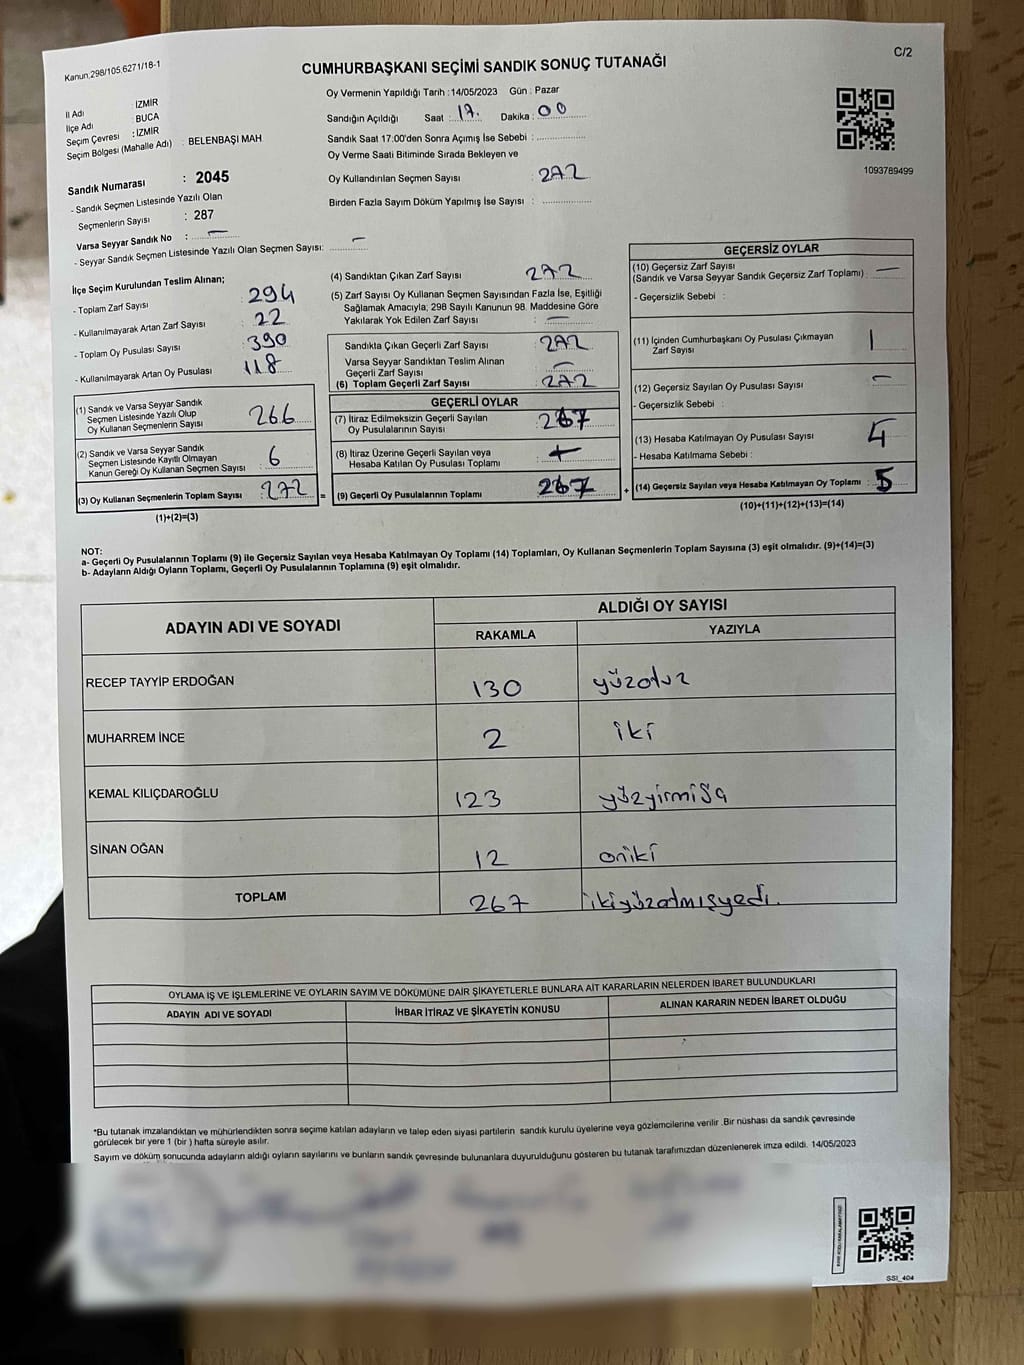 Kanun:298/105,6271/18-1
C/2
CUMHURBAŞKANI SEÇİMİ SANDIK SONUÇ TUTANAĞI
Oy Vermenin Yapıldığı Tarih :14/05/2023 Gün : Pazar
İl Adı : İZMİR
İlçe Adı : BUCA
Seçim Çevresi : İZMİR
Seçim Bölgesi (Mahalle Adı) : BELENBAŞI MAH
Sandığın Açıldığı Saat : 17. Dakika : 00
Sandık Saat 17:00'den Sonra Açımış İse Sebebi :
Oy Verme Saati Bitiminde Sırada Bekleyen ve
Oy Kullandırılan Seçmen Sayısı : 272
Birden Fazla Sayım Döküm Yapılmış İse Sayısı :
1093789499
Sandık Numarası : 2045
- Sandık Seçmen Listesinde Yazılı Olan
Seçmenlerin Sayısı : 287
Varsa Seyyar Sandık No : —
- Seyyar Sandık Seçmen Listesinde Yazılı Olan Seçmen Sayısı: —
İlçe Seçim Kurulundan Teslim Alınan;
- Toplam Zarf Sayısı : 294
- Kullanılmayarak Artan Zarf Sayısı : 22
- Toplam Oy Pusulası Sayısı : 390
- Kullanılmayarak Artan Oy Pusulası : 118
(1) Sandık ve Varsa Seyyar Sandık
Seçmen Listesinde Yazılı Olup
Oy Kullanan Seçmenlerin Sayısı : 266
(2) Sandık ve Varsa Seyyar Sandık
Seçmen Listesinde Kayıtlı Olmayan
Kanun Gereği Oy Kullanan Seçmen Sayısı : 6
(3) Oy Kullanan Seçmenlerin Toplam Sayısı : 272 =
(1)+(2)=(3)
(4) Sandıktan Çıkan Zarf Sayısı 272
(5) Zarf Sayısı Oy Kullanan Seçmen Sayısından Fazla İse, Eşitliği
Sağlamak Amacıyla, 298 Sayılı Kanunun 98. Maddesine Göre
Yakılarak Yok Edilen Zarf Sayısı : —
Sandıkta Çıkan Geçerli Zarf Sayısı : 272
Varsa Seyyar Sandıktan Teslim Alınan
Geçerli Zarf Sayısı : —
(6) Toplam Geçerli Zarf Sayısı : 272
GEÇERLİ OYLAR
(7) İtiraz Edilmeksizin Geçerli Sayılan
Oy Pusulalarının Sayısı : 267
(8) İtiraz Üzerine Geçerli Sayılan veya
Hesaba Katılan Oy Pusulası Toplamı :
(9) Geçerli Oy Pusulalarının Toplamı : 267 +
GEÇERSİZ OYLAR
(10) Geçersiz Zarf Sayısı
(Sandık ve Varsa Seyyar Sandık Geçersiz Zarf Toplamı) : —
- Geçersizlik Sebebi :
(11) İçinden Cumhurbaşkanı Oy Pusulası Çıkmayan
Zarf Sayısı : 1
(12) Geçersiz Sayılan Oy Pusulası Sayısı : —
- Geçersizlik Sebebi :
(13) Hesaba Katılmayan Oy Pusulası Sayısı : 4
- Hesaba Katılmama Sebebi :
(14) Geçersiz Sayılan veya Hesaba Katılmayan Oy Toplamı : 5
(10)+(11)+(12)+(13)=(14)
NOT:
a- Geçerli Oy Pusulalarının Toplamı (9) ile Geçersiz Sayılan veya Hesaba Katılmayan Oy Toplamı (14) Toplamları, Oy Kullanan Seçmenlerin Toplam Sayısına (3) eşit olmalıdır. (9)+(14)=(3)
b- Adayların Aldığı Oyların Toplamı, Geçerli Oy Pusulalarının Toplamına (9) eşit olmalıdır.
ADAYIN ADI VE SOYADI ALDIĞI OY SAYISI
RAKAMLA YAZIYLA
RECEP TAYYİP ERDOĞAN 130 yüzotuz
MUHARREM İNCE 2 iki
KEMAL KILIÇDAROĞLU 123 yüzyirmiüç
SİNAN OĞAN 12 oniki
TOPLAM 267 ikiyüzatmışyedi.
OYLAMA İŞ VE İŞLEMLERİNE VE OYLARIN SAYIM VE DÖKÜMÜNE DAİR ŞİKAYETLERLE BUNLARA AİT KARARLARIN NELERDEN İBARET BULUNDUKLARI
ADAYIN ADI VE SOYADI İHBAR İTİRAZ VE ŞİKAYETİN KONUSU ALINAN KARARIN NEDEN İBARET OLDUĞU
*Bu tutanak imzalandıktan ve mühürlendikten sonra seçime katılan adayların ve talep eden siyasi partilerin sandık kurulu üyelerine veya gözlemcilerine verilir .Bir nüshası da sandık çevresinde
görülecek bir yere 1 (bir ) hafta süreyle asılır.
Sayım ve döküm sonucunda adayların aldığı oyların sayılarını ve bunların sandık çevresinde bulunanlara duyurulduğunu gösteren bu tutanak tarafımızdan düzenlenerek imza edildi. 14/05/2023
SSI_404